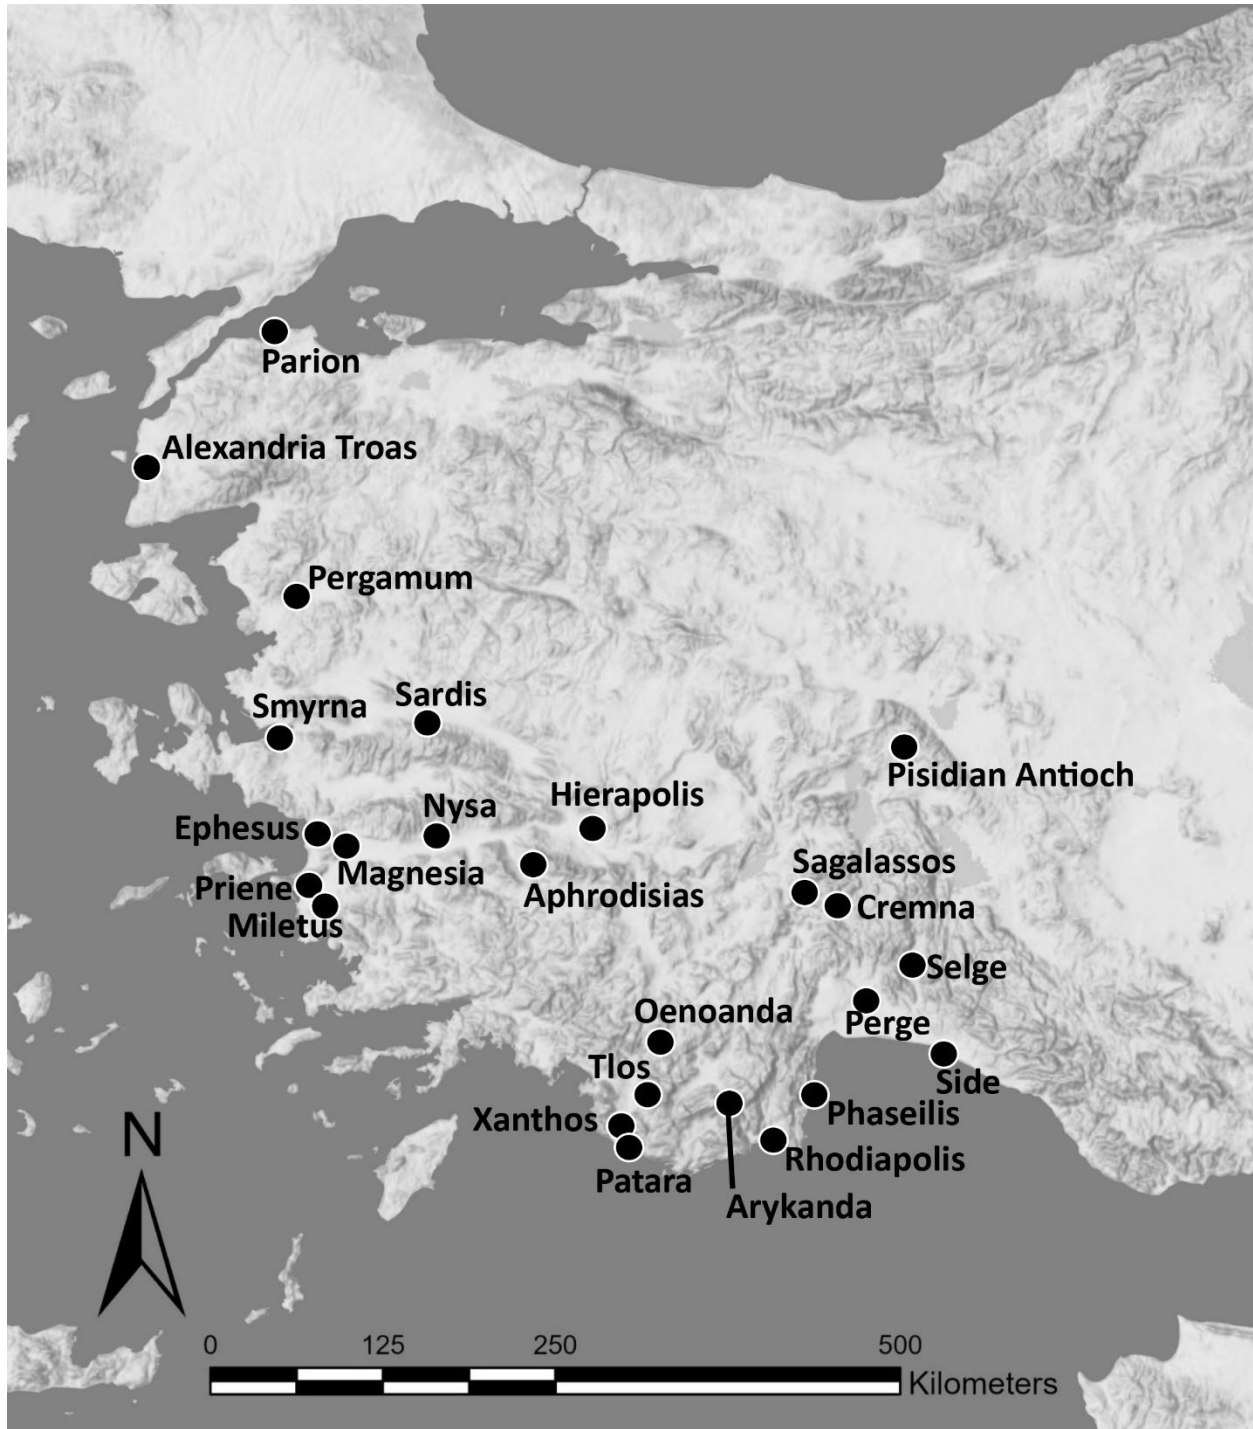 Parion
Alexandria Troas
Pergamum
Sardis
Smyrna
Pisidian Antioch
Hierapolis
Nysa
Ephesus
Magnesia
Sagalassos
Priene
Aphrodisias
Cremna
Miletus
Selge
Oenoanda
Perge
Tlos
Side
Phaseilis
Xanthos
N
Rhodiapolis
Patara
Arykanda
0 125 250 500
Kilometers